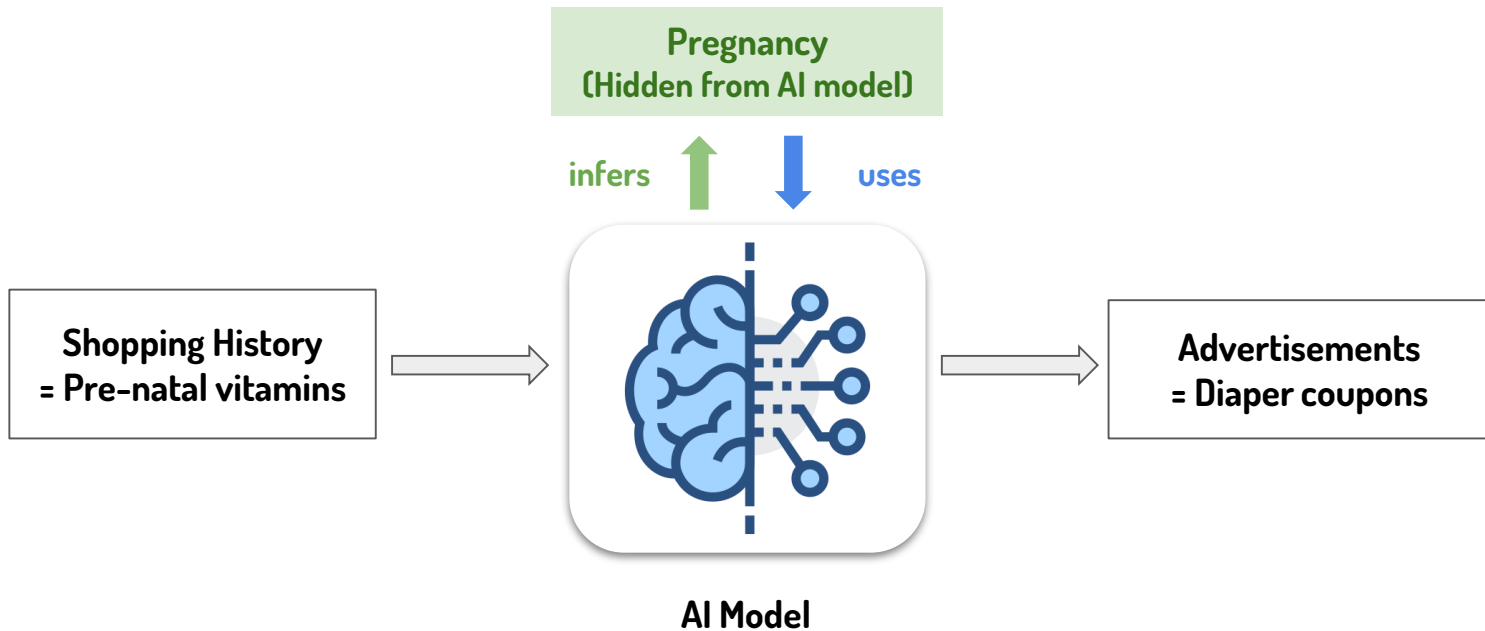 Pregnancy
(Hidden from AI model)
infers
uses
Shopping History
= Pre-natal vitamins
Advertisements
= Diaper coupons
AI Model